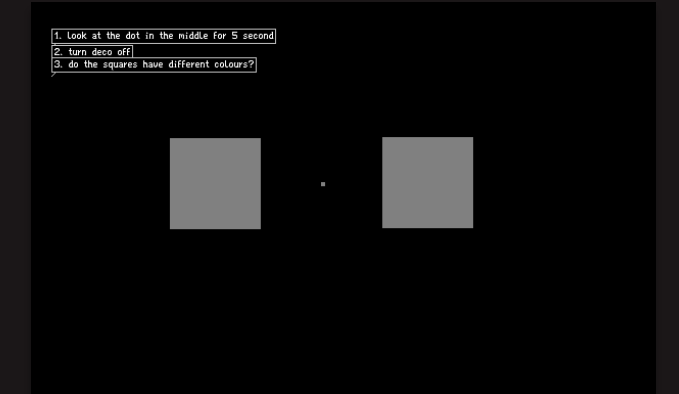 1. look at the dot in the middle for 5 second
2. turn deco off
3. do the squares have different colours?